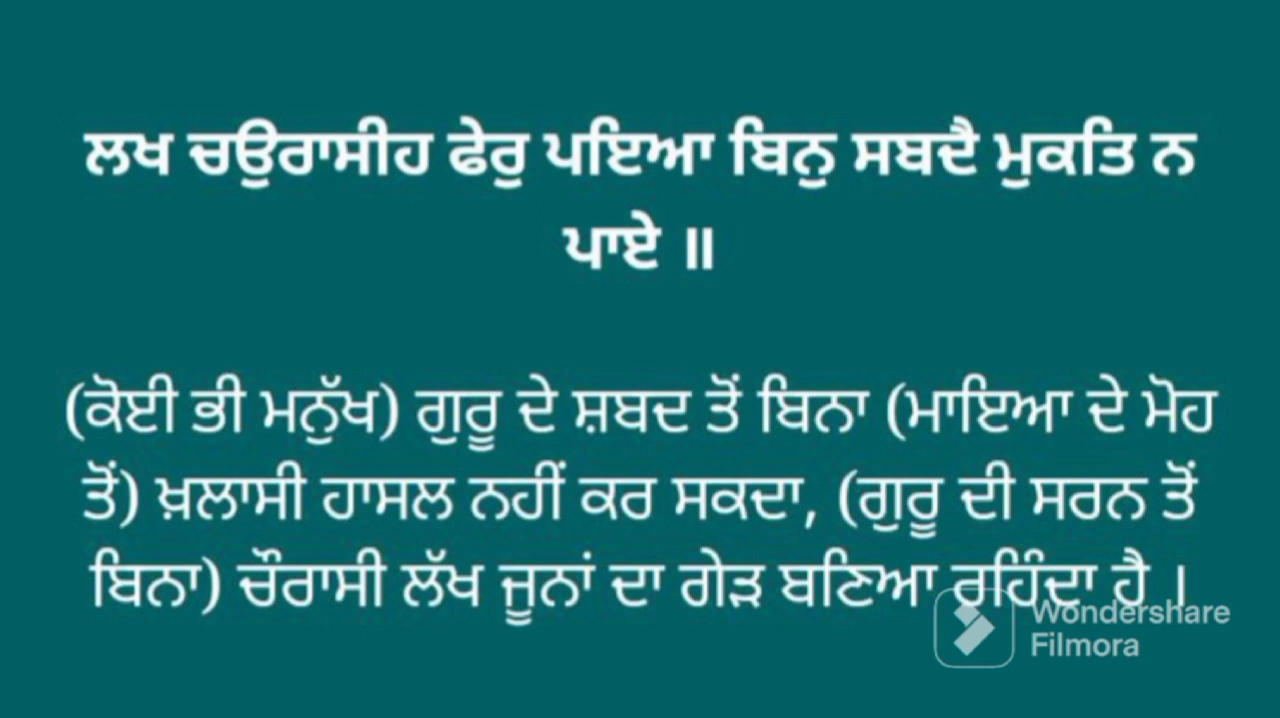 ਲਖ ਚਉਰਾਸੀਹ ਫੇਰੁ ਪਇਆ ਬਿਨੁ ਸਬਦੈ ਮੁਕਤਿ ਨ
ਪਾਏ ॥
(ਕੋਈ ਭੀ ਮਨੁੱਖ) ਗੁਰੂ ਦੇ ਸ਼ਬਦ ਤੋਂ ਬਿਨਾ (ਮਾਇਆ ਦੇ ਮੋਹ
ਤੋਂ) ਖ਼ਲਾਸੀ ਹਾਸਲ ਨਹੀਂ ਕਰ ਸਕਦਾ, (ਗੁਰੂ ਦੀ ਸਰਨ ਤੋਂ
ਬਿਨਾ) ਚੌਰਾਸੀ ਲੱਖ ਜੂਨਾਂ ਦਾ ਗੇੜ ਬਣਿਆ ਰਹਿੰਦਾ ਹੈ ।
Wondershare
Filmora